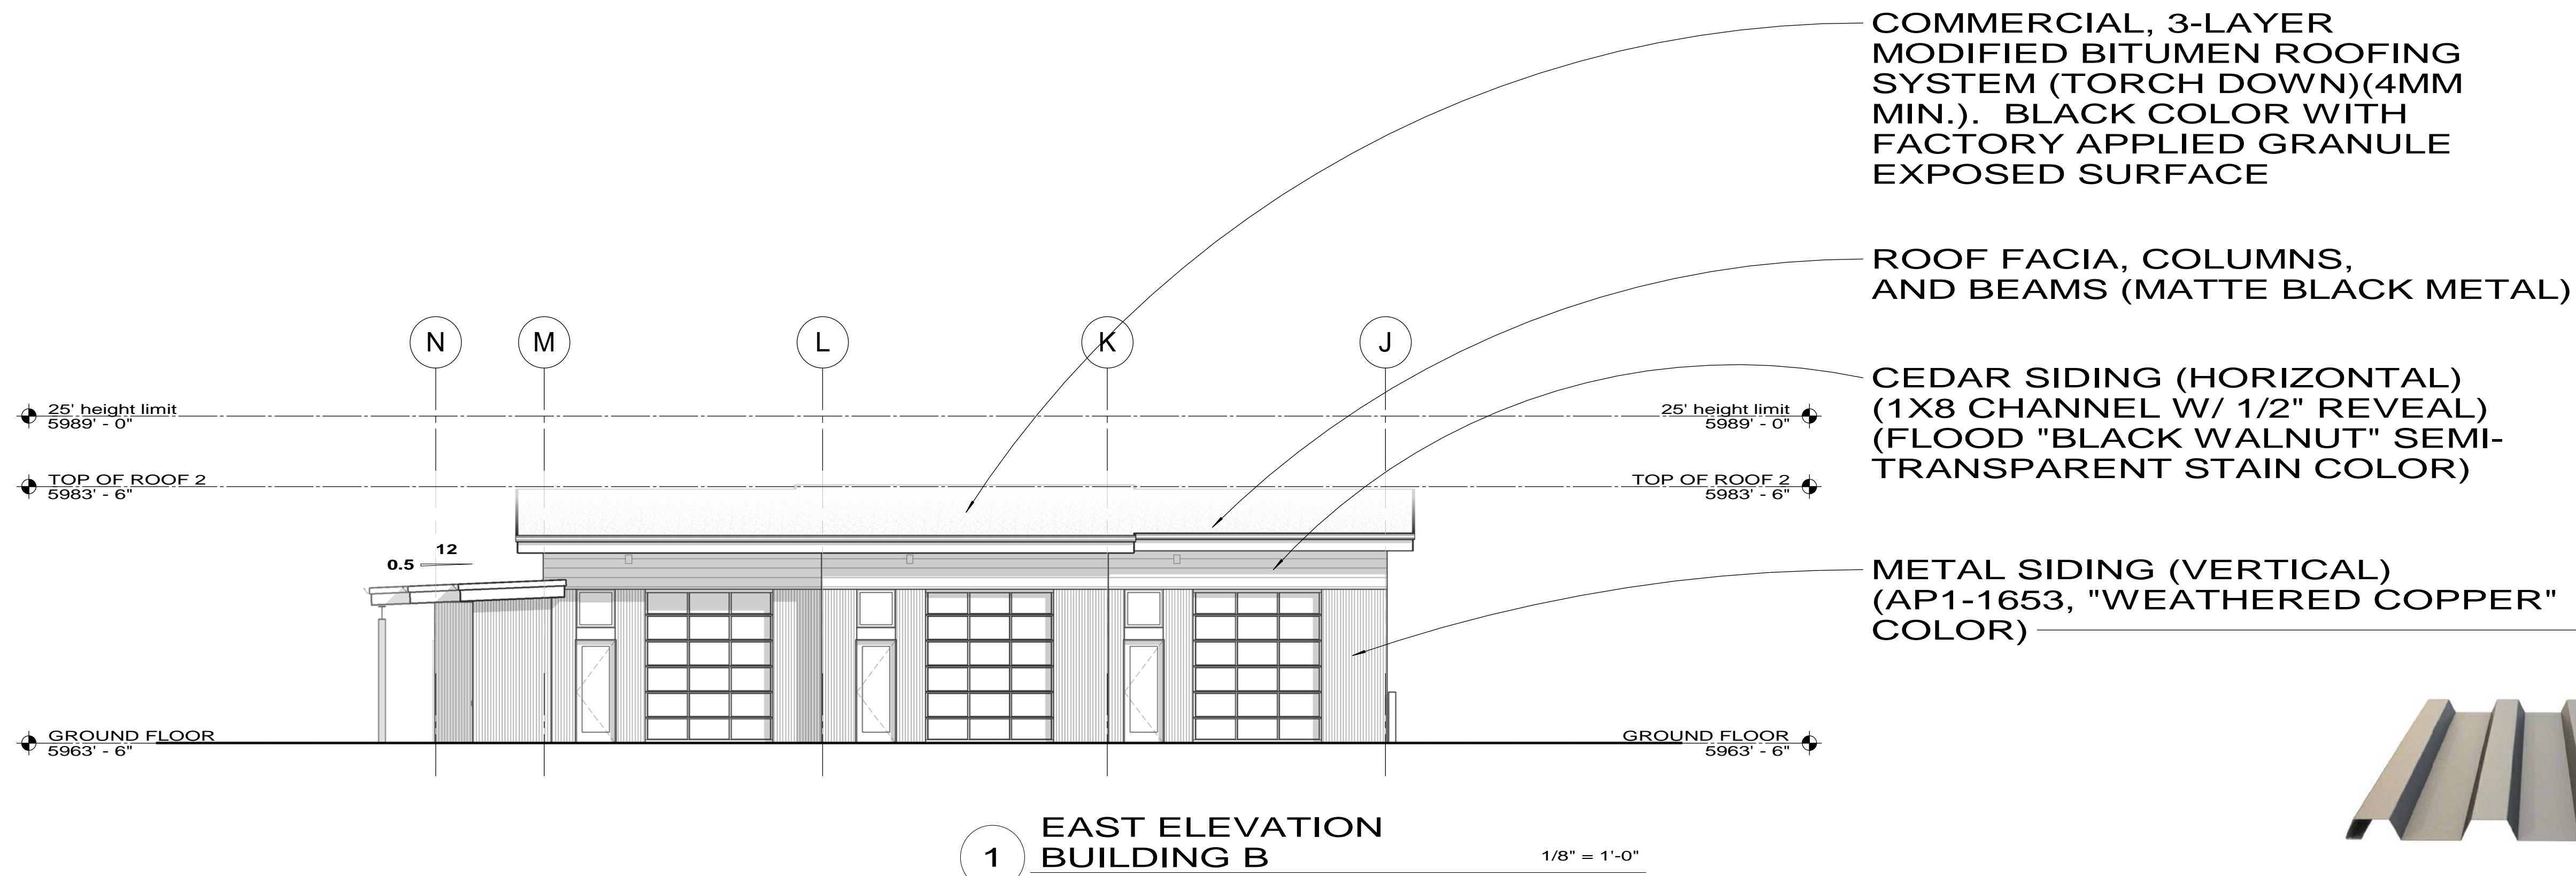 COMMERCIAL, 3-LAYER
MODIFIED BITUMEN ROOFING
SYSTEM (TORCH DOWN)(4MM
MIN.).  BLACK COLOR WITH
FACTORY APPLIED GRANULE
EXPOSED SURFACE
ROOF FACIA, COLUMNS,
AND BEAMS (MATTE BLACK METAL)
CEDAR SIDING (HORIZONTAL)
(1X8 CHANNEL W/ 1/2" REVEAL)
(FLOOD "BLACK WALNUT" SEMI-
TRANSPARENT STAIN COLOR)
METAL SIDING (VERTICAL)
(AP1-1653, "WEATHERED COPPER"
COLOR)
N M L K J
25' height limit
5989' - 0"
25' height limit
5989' - 0"
TOP OF ROOF 2
5983' - 6"
TOP OF ROOF 2
5983' - 6"
12
0.5
GROUND FLOOR
5963' - 6"
GROUND FLOOR
5963' - 6"
1
EAST ELEVATION
BUILDING B
1/8" = 1'-0"